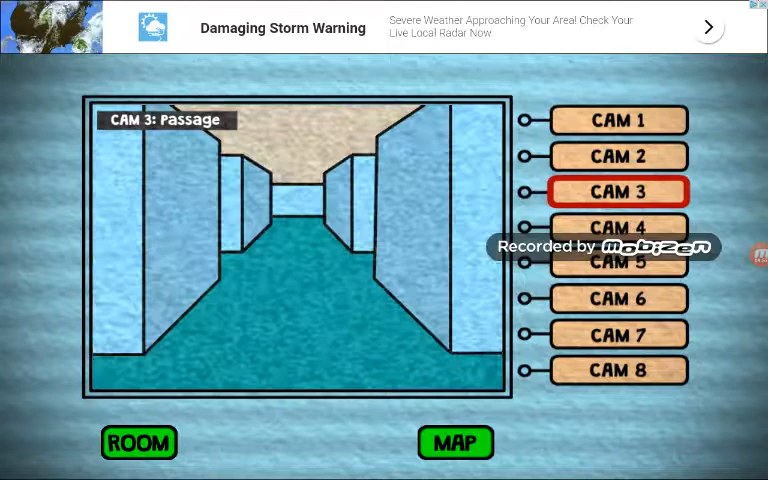 Damaging Storm Warning
Severe Weather Approaching Your Area! Check Your
Live Local Radar Now
CAM 3: Passage
CAM 1
CAM 2
CAM 3
CAM 4
Recorded by Mobizen
CAM 5
CAM 6
CAM 7
CAM 8
ROOM
MAP